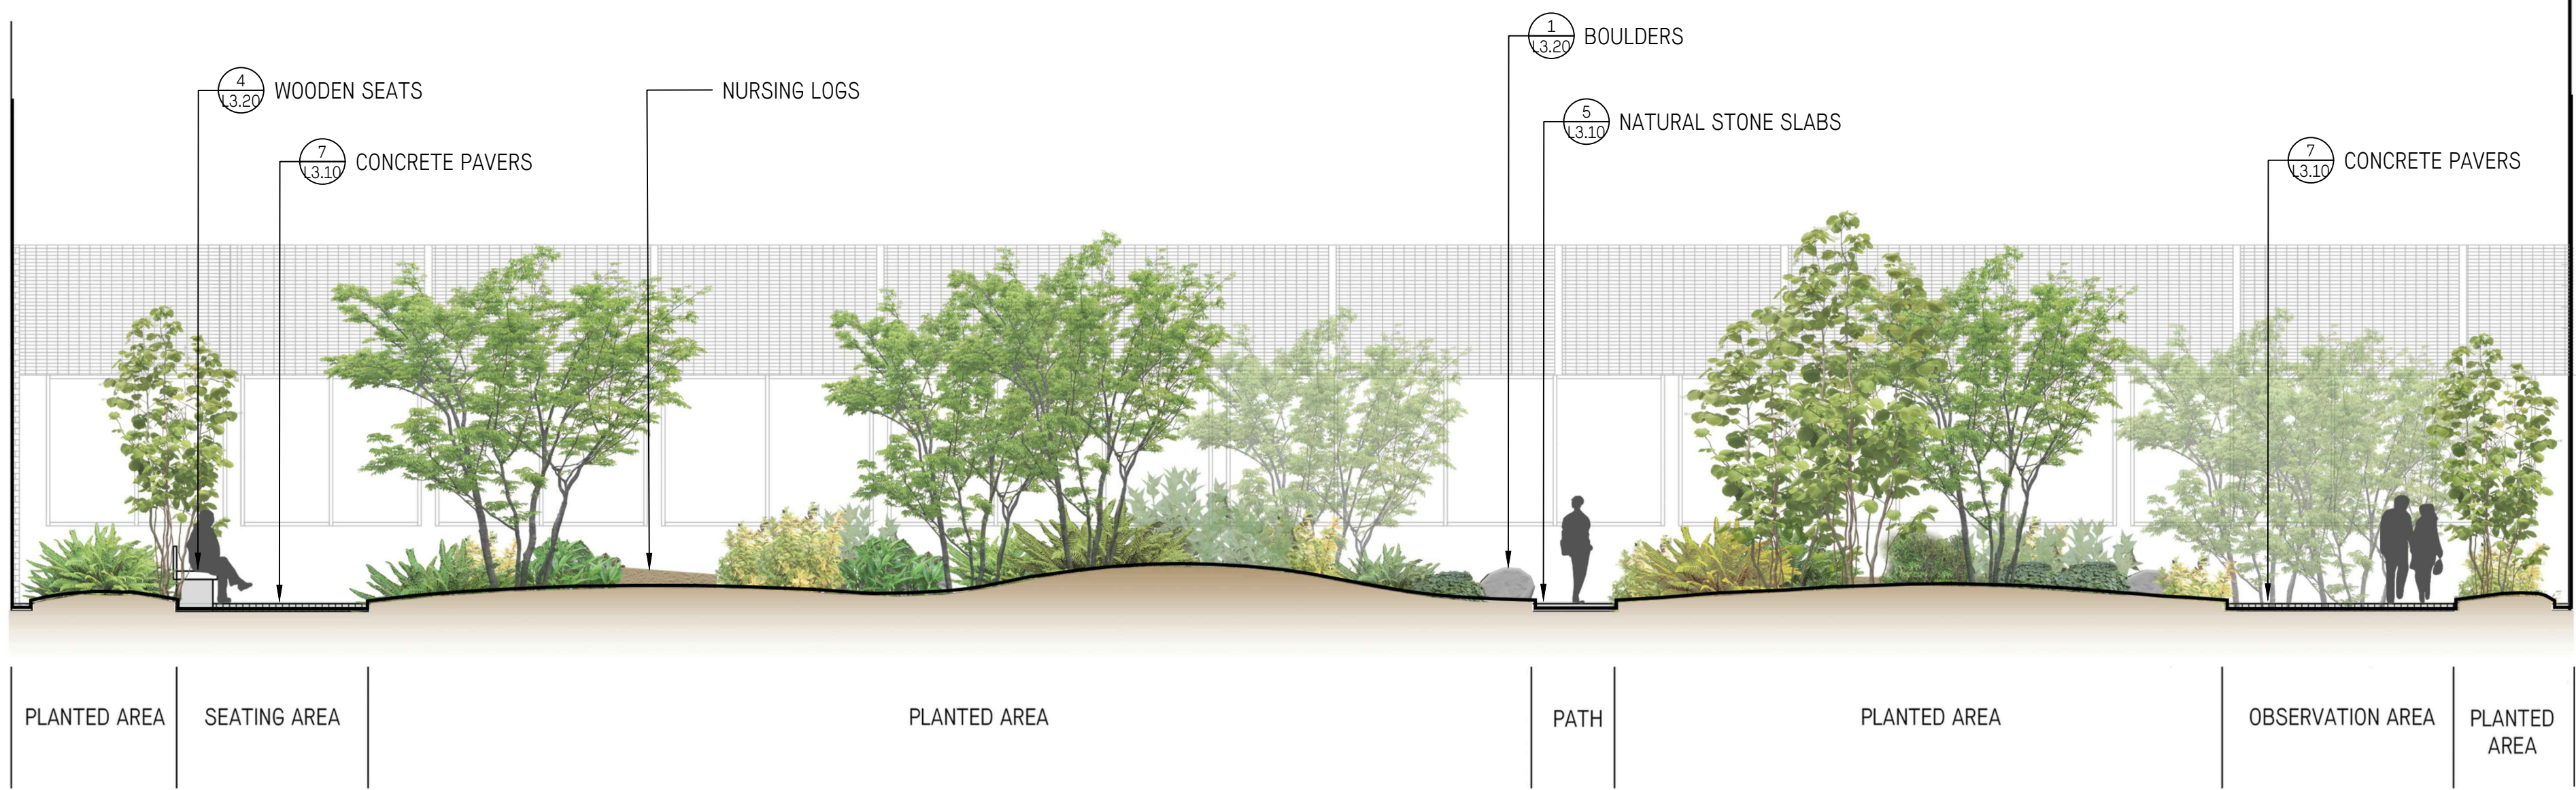 1
L3.20
BOULDERS
4
L3.20
WOODEN SEATS
NURSING LOGS
5
L3.10
NATURAL STONE SLABS
7
L3.10
CONCRETE PAVERS
7
L3.10
CONCRETE PAVERS
PLANTED AREA
SEATING AREA
PLANTED AREA
PATH
PLANTED AREA
OBSERVATION AREA
PLANTED
AREA